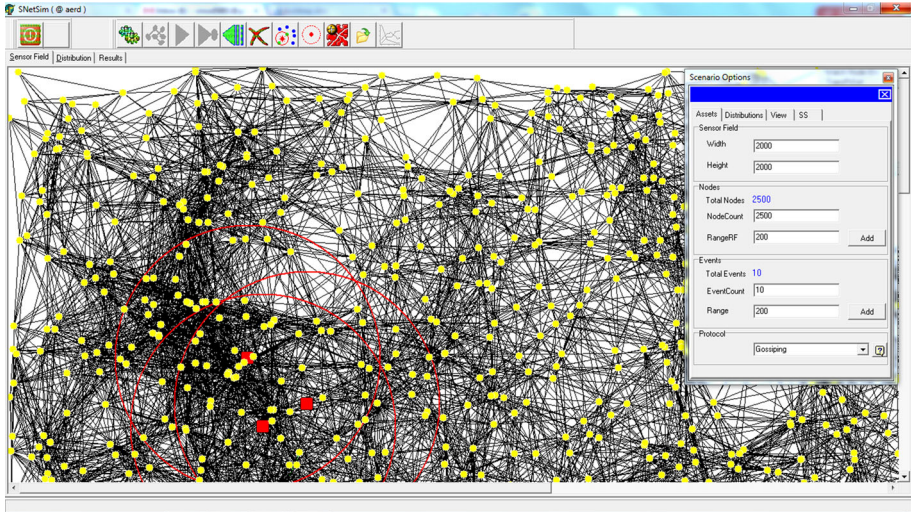 SNetSim ( @ aerd )
Sensor Field Distribution Results
Scenario Options
Assets Distributions View SS
Sensor Field
Width 2000
Height 2000
Nodes
Total Nodes 2500
NodeCount 2500
RangeRF 200 Add
Events
Total Events 10
EventCount 10
Range 200 Add
Protocol
Gossiping